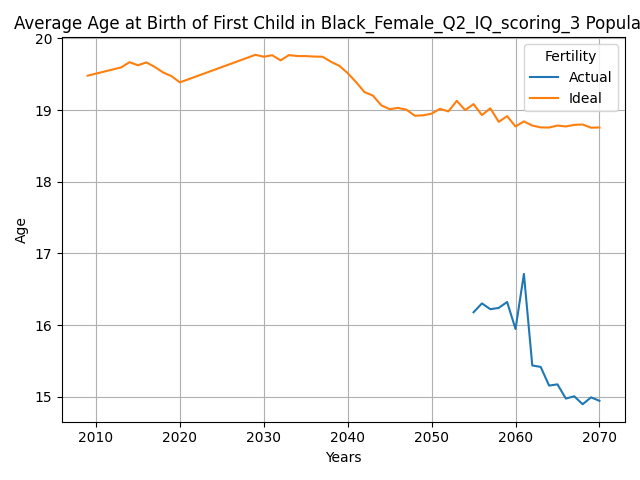 Average Age at Birth of First Child in Black_Female_Q2_IQ_scoring_3 Popula
20
19
18
17
16
15
Age
Fertility
Actual
Ideal
2010 2020 2030 2040 2050 2060 2070
Years